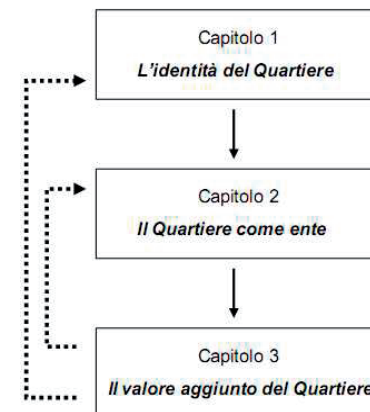 Capitolo 1
L'identità del Quartiere
Capitolo 2
Il Quartiere come ente
Capitolo 3
Il valore aggiunto del Quartiere